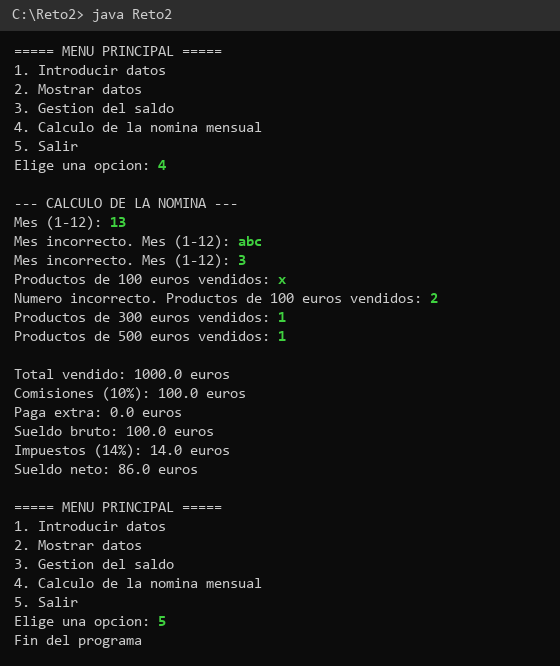 C:\Reto2> java Reto2
===== MENU PRINCIPAL =====
1. Introducir datos
2. Mostrar datos
3. Gestion del saldo
4. Calculo de la nomina mensual
5. Salir
Elige una opcion: 4
--- CALCULO DE LA NOMINA ---
Mes (1-12): 13
Mes incorrecto. Mes (1-12): abc
Mes incorrecto. Mes (1-12): 3
Productos de 100 euros vendidos: x
Numero incorrecto. Productos de 100 euros vendidos: 2
Productos de 300 euros vendidos: 1
Productos de 500 euros vendidos: 1
Total vendido: 1000.0 euros
Comisiones (10%): 100.0 euros
Paga extra: 0.0 euros
Sueldo bruto: 100.0 euros
Impuestos (14%): 14.0 euros
Sueldo neto: 86.0 euros
===== MENU PRINCIPAL =====
1. Introducir datos
2. Mostrar datos
3. Gestion del saldo
4. Calculo de la nomina mensual
5. Salir
Elige una opcion: 5
Fin del programa